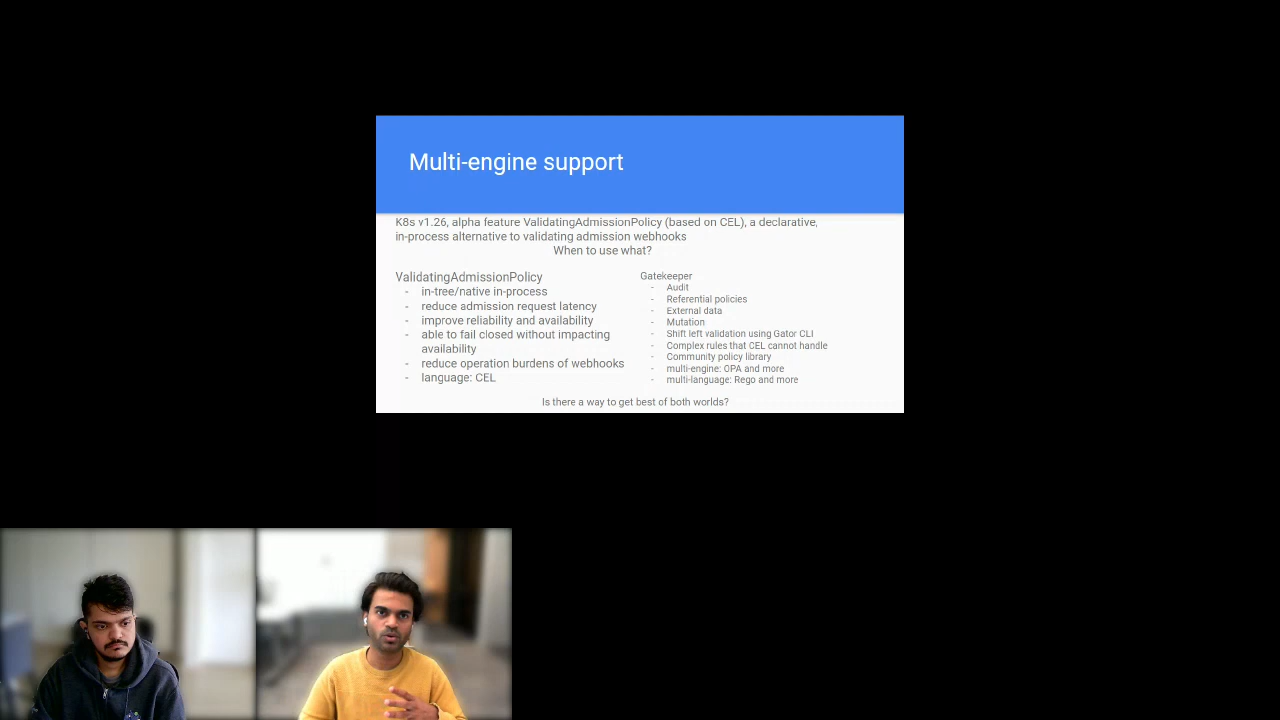 Multi-engine support
K8s v1.26, alpha feature ValidatingAdmissionPolicy (based on CEL), a declarative,
in-process alternative to validating admission webhooks
When to use what?
ValidatingAdmissionPolicy
- in-tree/native in-process
- reduce admission request latency
- improve reliability and availability
- able to fail closed without impacting
availability
- reduce operation burdens of webhooks
- language: CEL
Gatekeeper
- Audit
- Referential policies
- External data
- Mutation
- Shift left validation using Gator CLI
- Complex rules that CEL cannot handle
- Community policy library
- multi-engine: OPA and more
- multi-language: Rego and more
Is there a way to get best of both worlds?